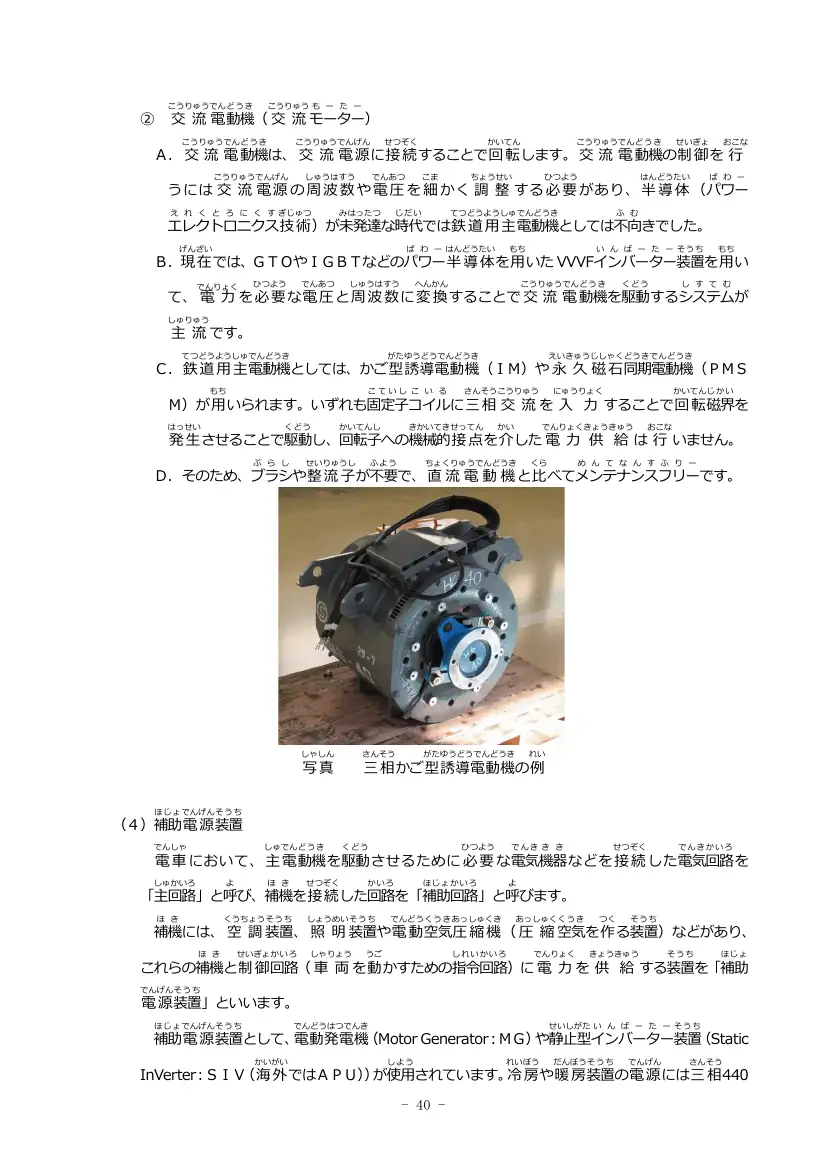 ② 交流電動機（交流モーター）
A．交流電動機は、交流電源に接続することで回転します。交流電動機の制御を行
うには交流電源の周波数や電圧を細かく調整する必要があり、半導体（パワー
エレクトロニクス技術）が未発達な時代では鉄道用主電動機としては不向きでした。
B．現在では、ＧＴＯやＩＧＢＴなどのパワー半導体を用いたVVVFインバーター装置を用い
て、電力を必要な電圧と周波数に変換することで交流電動機を駆動するシステムが
主流です。
C．鉄道用主電動機としては、かご型誘導電動機（ＩＭ）や永久磁石同期電動機（ＰＭＳ
Ｍ）が用いられます。いずれも固定子コイルに三相交流を入力することで回転磁界を
発生させることで駆動し、回転子への機械的接点を介した電力供給は行いません。
D．そのため、ブラシや整流子が不要で、直流電動機と比べてメンテナンスフリーです。
HS 40
写真　三相かご型誘導電動機の例
（4）補助電源装置
電車において、主電動機を駆動させるために必要な電気機器などを接続した電気回路を
「主回路」と呼び、補機を接続した回路を「補助回路」と呼びます。
補機には、空調装置、照明装置や電動空気圧縮機（圧縮空気を作る装置）などがあり、
これらの補機と制御回路（車両を動かすための指令回路）に電力を供給する装置を「補助
電源装置」といいます。
補助電源装置として、電動発電機（Motor Generator：ＭＧ）や静止型インバーター装置（Static
InVerter：ＳＩＶ（海外ではＡＰＵ））が使用されています。冷房や暖房装置の電源には三相440
- 40 -